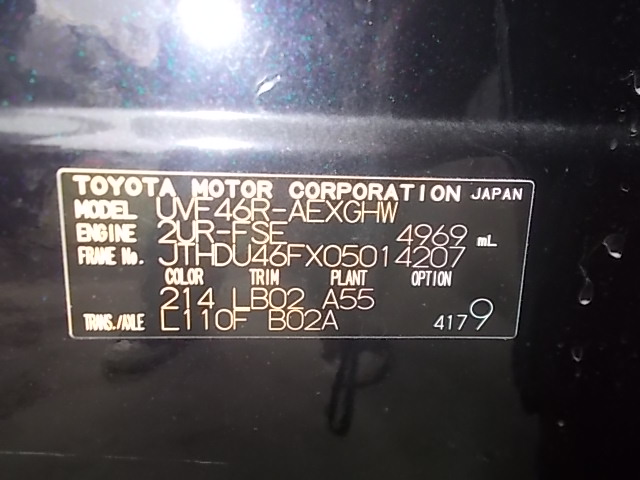 TOYOTA MOTOR CORPORATION JAPAN
MODEL UVF46R-AEXGHW
ENGINE 2UR-FSE 4969 mL
FRAME No. JTHDU46FX05014207
COLOR TRIM PLANT OPTION
214 LB02 A55
TRANS./AXLE L110F B02A 4179